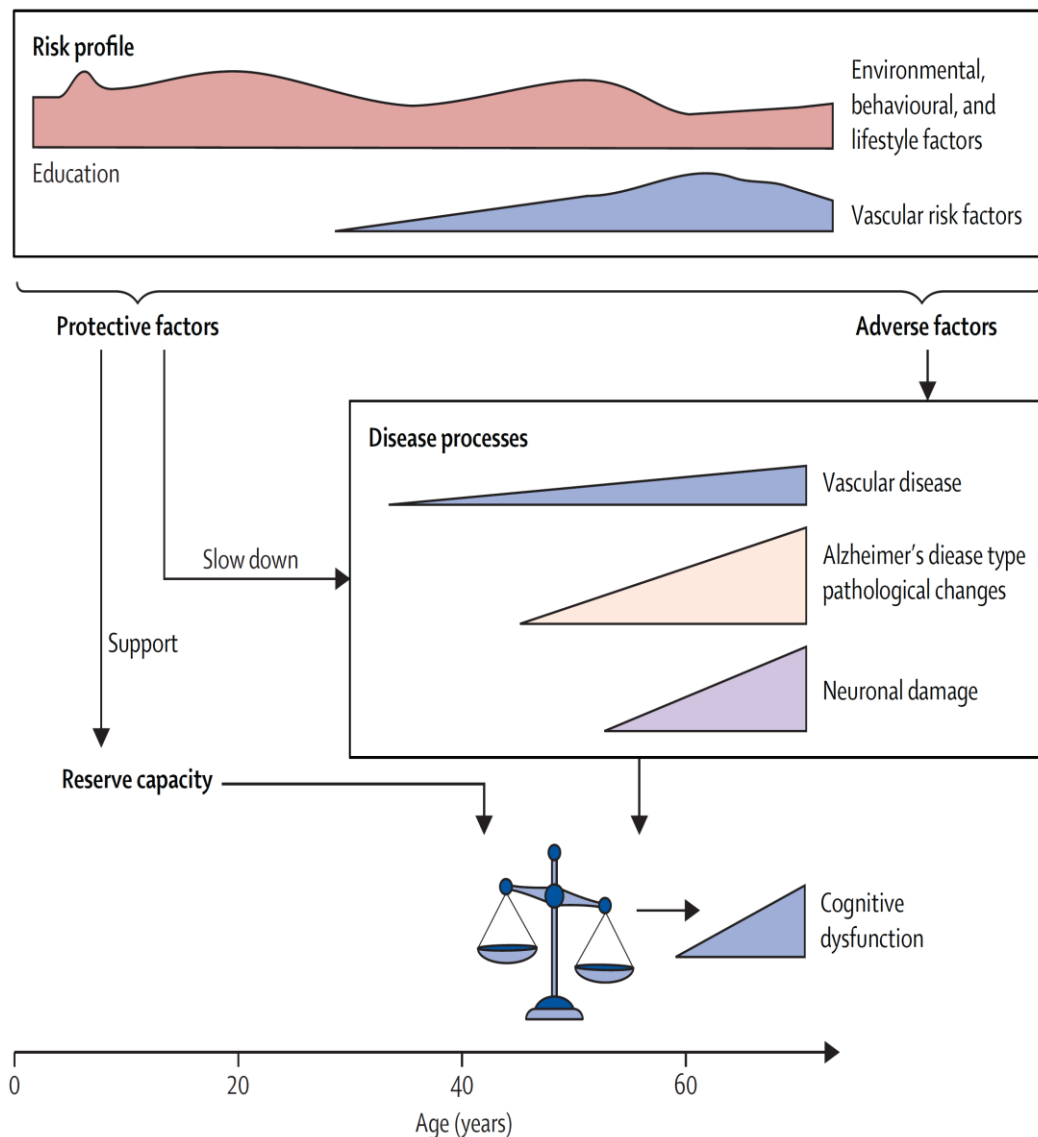 Risk profile
Environmental,
behavioural, and
lifestyle factors
Education
Vascular risk factors
Protective factors
Adverse factors
Disease processes
Vascular disease
Slow down
Alzheimer’s disease type
pathological changes
Support
Neuronal damage
Reserve capacity
Cognitive
dysfunction
0 20 40 60
Age (years)